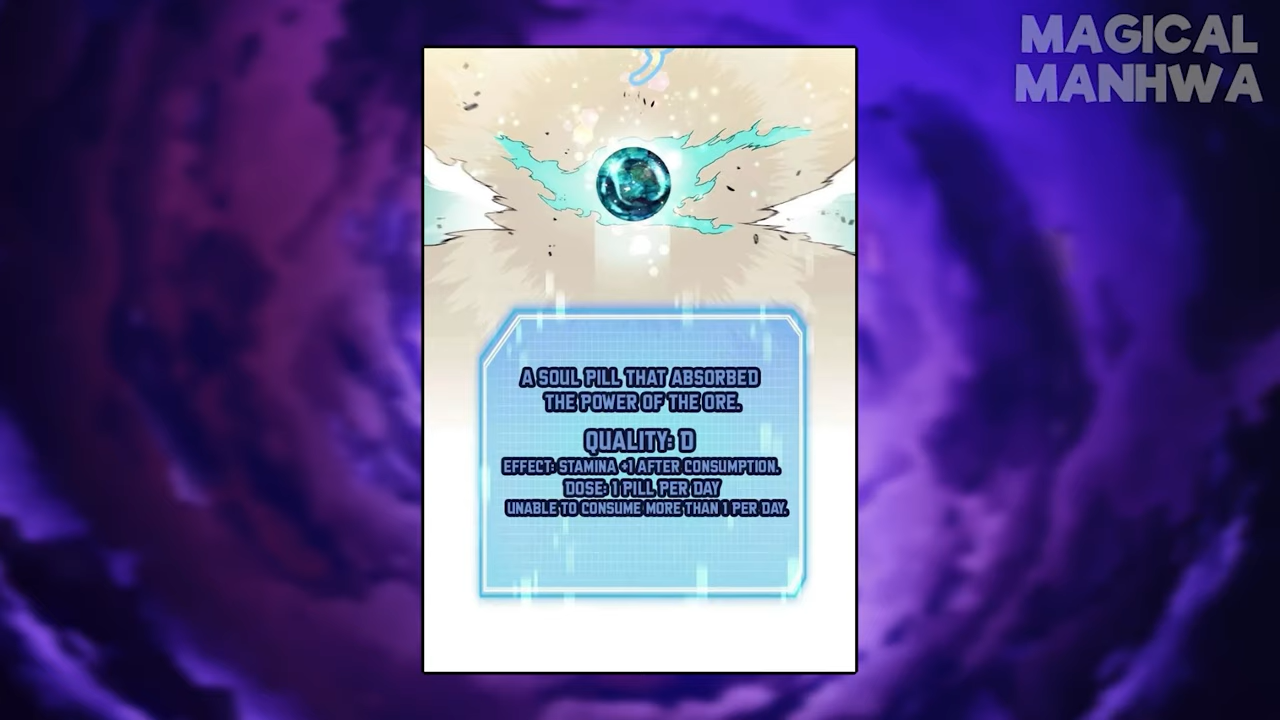 MAGICAL
MANHWA
A SOUL PILL THAT ABSORBED
THE POWER OF THE ORE.
QUALITY: D
EFFECT: STAMINA +1 AFTER CONSUMPTION.
DOSE: 1 PILL PER DAY
UNABLE TO CONSUME MORE THAN 1 PER DAY.